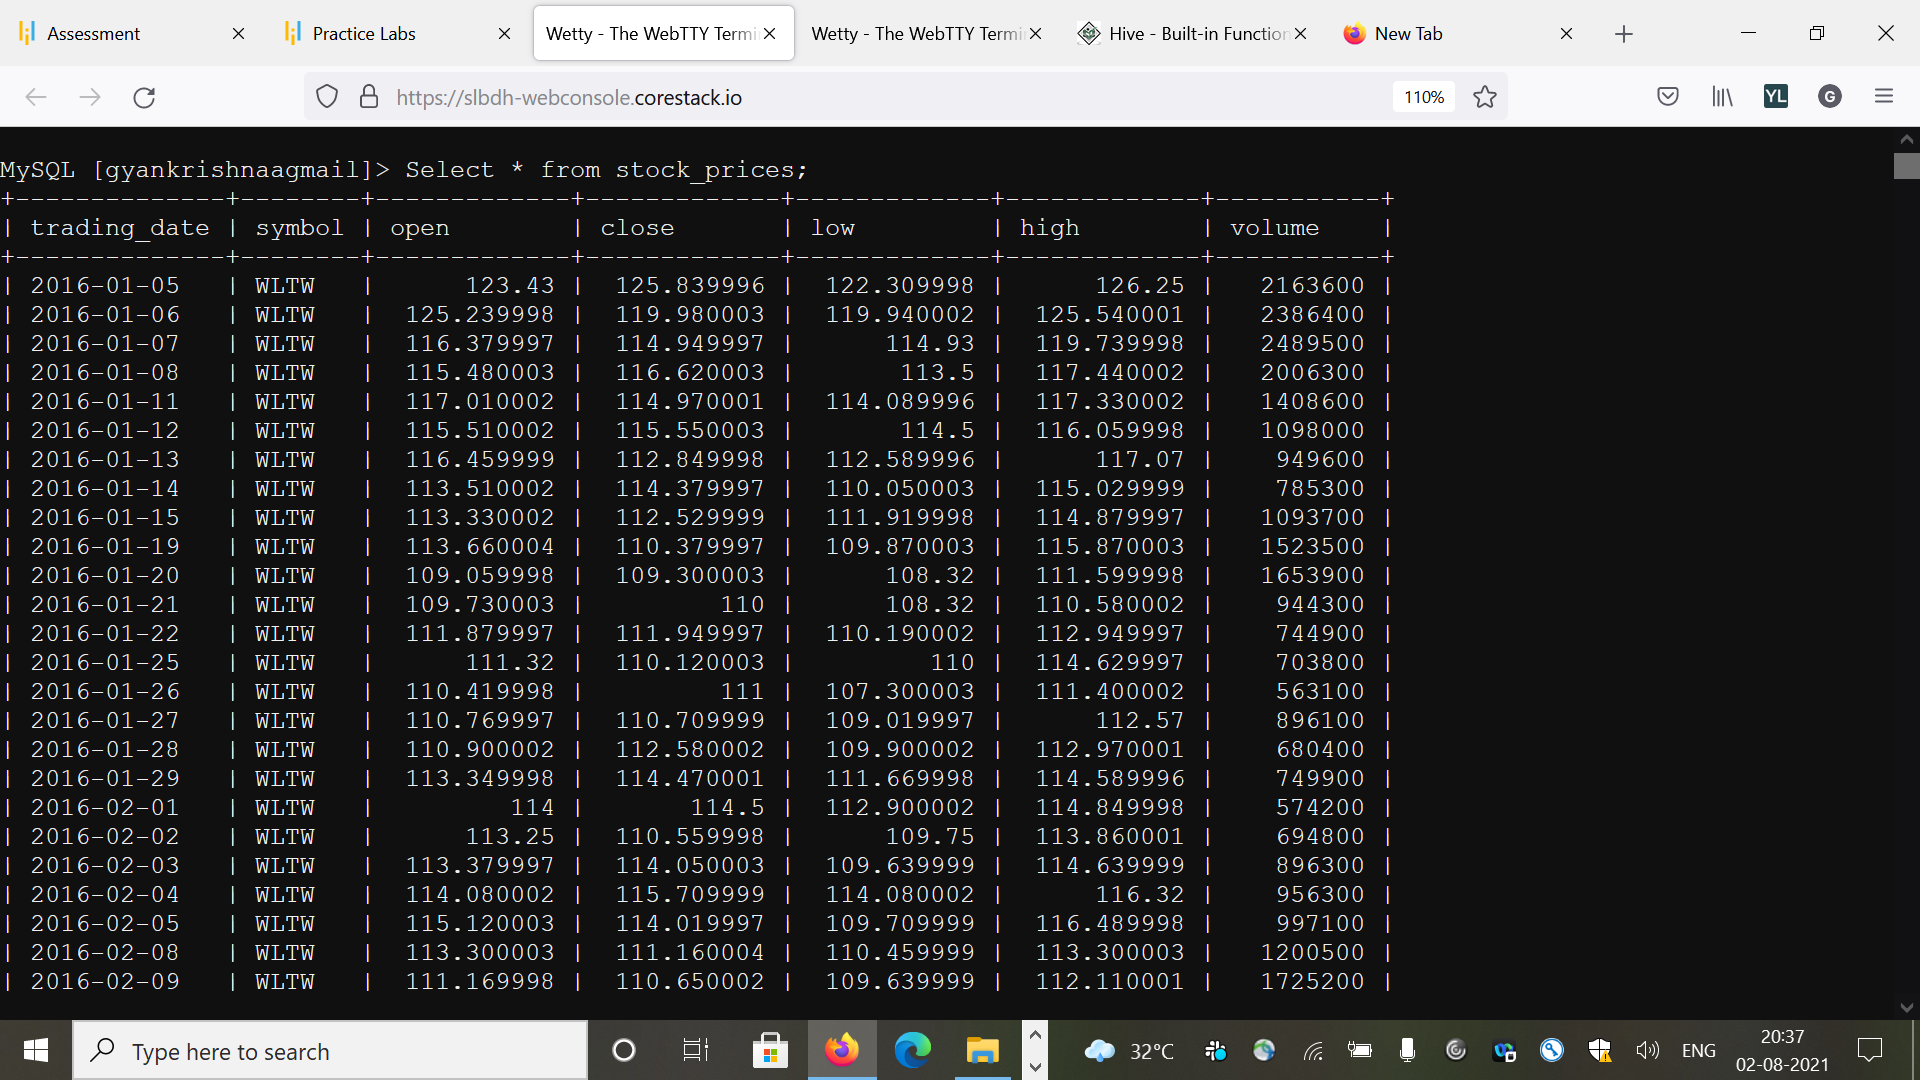 Assessment
Practice Labs
Wetty - The WebTTY Termi
Wetty - The WebTTY Termi
Hive - Built-in Function
New Tab
https://slbdh-webconsole.corestack.io
110%
YL
G
MySQL [gyankrishnaagmail]> Select * from stock_prices;
+--------------+--------+-------------+-------------+-------------+-------------+-----------+
| trading_date | symbol | open | close | low | high | volume |
+--------------+--------+-------------+-------------+-------------+-------------+-----------+
| 2016-01-05 | WLTW | 123.43 | 125.839996 | 122.309998 | 126.25 | 2163600 |
| 2016-01-06 | WLTW | 125.239998 | 119.980003 | 119.940002 | 125.540001 | 2386400 |
| 2016-01-07 | WLTW | 116.379997 | 114.949997 | 114.93 | 119.739998 | 2489500 |
| 2016-01-08 | WLTW | 115.480003 | 116.620003 | 113.5 | 117.440002 | 2006300 |
| 2016-01-11 | WLTW | 117.010002 | 114.970001 | 114.089996 | 117.330002 | 1408600 |
| 2016-01-12 | WLTW | 115.510002 | 115.550003 | 114.5 | 116.059998 | 1098000 |
| 2016-01-13 | WLTW | 116.459999 | 112.849998 | 112.589996 | 117.07 | 949600 |
| 2016-01-14 | WLTW | 113.510002 | 114.379997 | 110.050003 | 115.029999 | 785300 |
| 2016-01-15 | WLTW | 113.330002 | 112.529999 | 111.919998 | 114.879997 | 1093700 |
| 2016-01-19 | WLTW | 113.660004 | 110.379997 | 109.870003 | 115.870003 | 1523500 |
| 2016-01-20 | WLTW | 109.059998 | 109.300003 | 108.32 | 111.599998 | 1653900 |
| 2016-01-21 | WLTW | 109.730003 | 110 | 108.32 | 110.580002 | 944300 |
| 2016-01-22 | WLTW | 111.879997 | 111.949997 | 110.190002 | 112.949997 | 744900 |
| 2016-01-25 | WLTW | 111.32 | 110.120003 | 110 | 114.629997 | 703800 |
| 2016-01-26 | WLTW | 110.419998 | 111 | 107.300003 | 111.400002 | 563100 |
| 2016-01-27 | WLTW | 110.769997 | 110.709999 | 109.019997 | 112.57 | 896100 |
| 2016-01-28 | WLTW | 110.900002 | 112.580002 | 109.900002 | 112.970001 | 680400 |
| 2016-01-29 | WLTW | 113.349998 | 114.470001 | 111.669998 | 114.589996 | 749900 |
| 2016-02-01 | WLTW | 114 | 114.5 | 112.900002 | 114.849998 | 574200 |
| 2016-02-02 | WLTW | 113.25 | 110.559998 | 109.75 | 113.860001 | 694800 |
| 2016-02-03 | WLTW | 113.379997 | 114.050003 | 109.639999 | 114.639999 | 896300 |
| 2016-02-04 | WLTW | 114.080002 | 115.709999 | 114.080002 | 116.32 | 956300 |
| 2016-02-05 | WLTW | 115.120003 | 114.019997 | 109.709999 | 116.489998 | 997100 |
| 2016-02-08 | WLTW | 113.300003 | 111.160004 | 110.459999 | 113.300003 | 1200500 |
| 2016-02-09 | WLTW | 111.169998 | 110.650002 | 109.639999 | 112.110001 | 1725200 |
Type here to search
32°C
ENG
20:37
02-08-2021